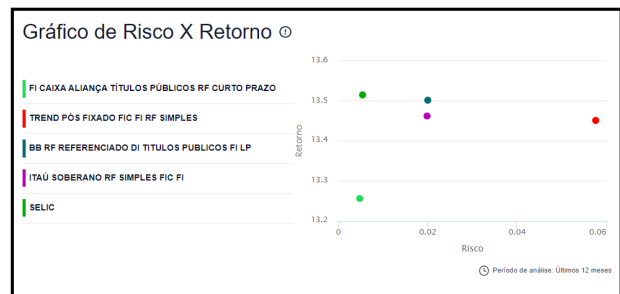 Gráfico de Risco X Retorno
FI CAIXA ALIANÇA TÍTULOS PÚBLICOS RF CURTO PRAZO
TREND PÓS FIXADO FIC FI RF SIMPLES
BB RF REFERENCIADO DI TITULOS PUBLICOS FI LP
ITAÚ SOBERANO RF SIMPLES FIC FI
SELIC
Retorno
13.6
13.5
13.4
13.3
13.2
0
0.02
0.04
0.06
Risco
Período de análise: Últimos 12 meses.